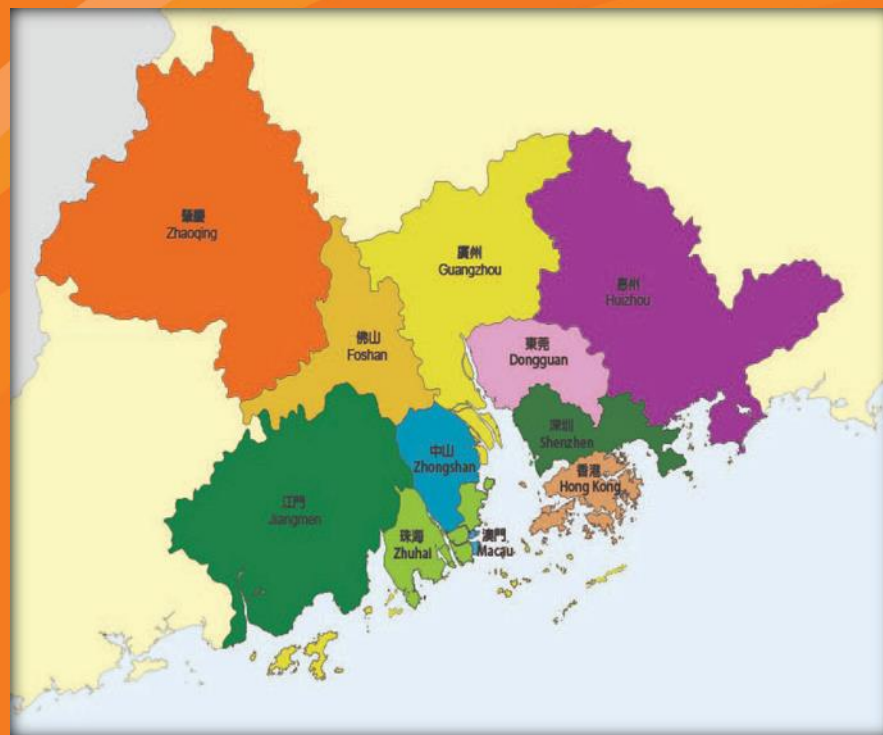 肇慶
Zhaoqing
廣州
Guangzhou
惠州
Huizhou
佛山
Foshan
東莞
Dongguan
深圳
Shenzhen
中山
Zhongshan
香港
Hong Kong
江門
Jiangmen
珠海
Zhuhai
澳門
Macau